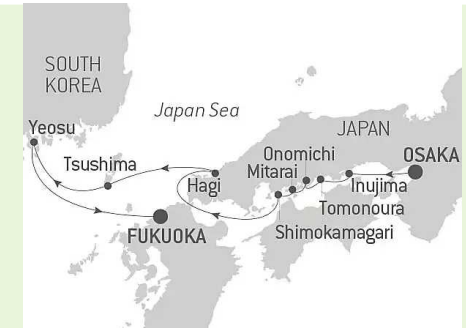 SOUTH
KOREA
Japan Sea
Yeosu
JAPAN
Tsushima
Onomichi
OSAKA
Mitarai
Hagi
Inujima
Tomonoura
FUKUOKA
Shimokamagari